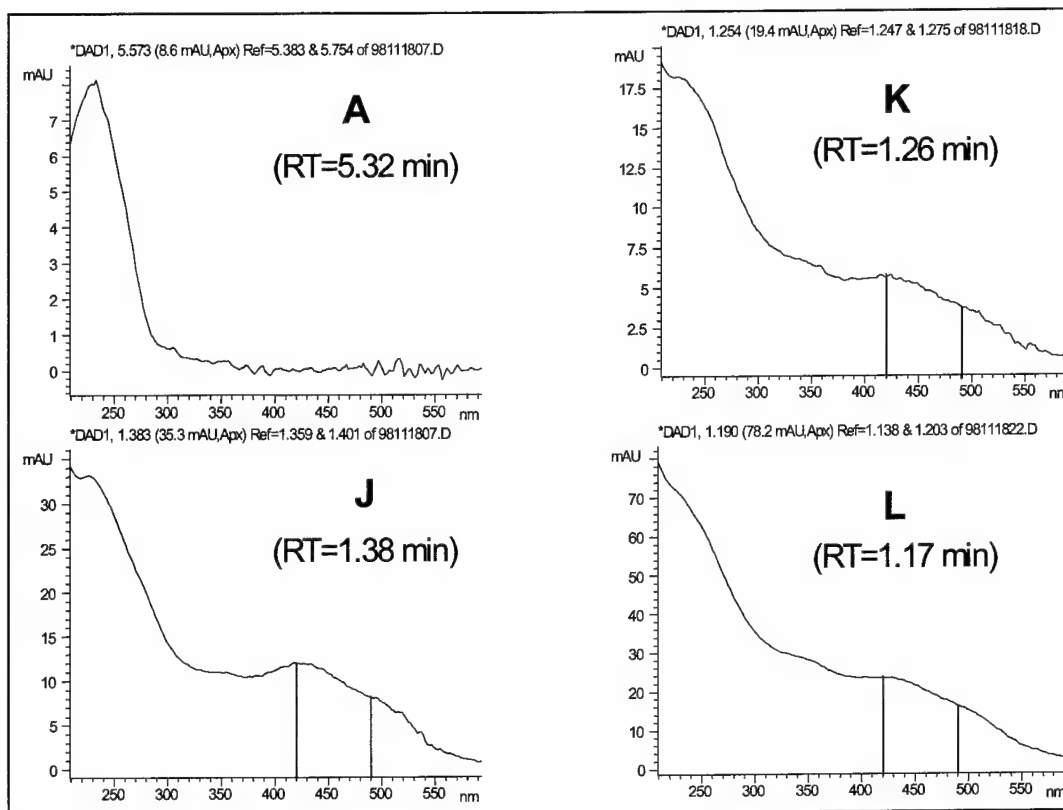 *DAD1, 5.573 (8.6 mAU,Apx) Ref=5.383 & 5.754 of 98111807.D
mAU
7
6
5
4
3
2
1
0
A
(RT=5.32 min)
250 300 350 400 450 500 550 nm
*DAD1, 1.254 (19.4 mAU,Apx) Ref=1.247 & 1.275 of 98111818.D
mAU
17.5
15
12.5
10
7.5
5
2.5
0
K
(RT=1.26 min)
250 300 350 400 450 500 550 nm
*DAD1, 1.383 (35.3 mAU,Apx) Ref=1.359 & 1.401 of 98111807.D
mAU
30
25
20
15
10
5
0
J
(RT=1.38 min)
250 300 350 400 450 500 550 nm
*DAD1, 1.190 (78.2 mAU,Apx) Ref=1.138 & 1.203 of 98111822.D
mAU
70
60
50
40
30
20
10
0
L
(RT=1.17 min)
250 300 350 400 450 500 550 nm